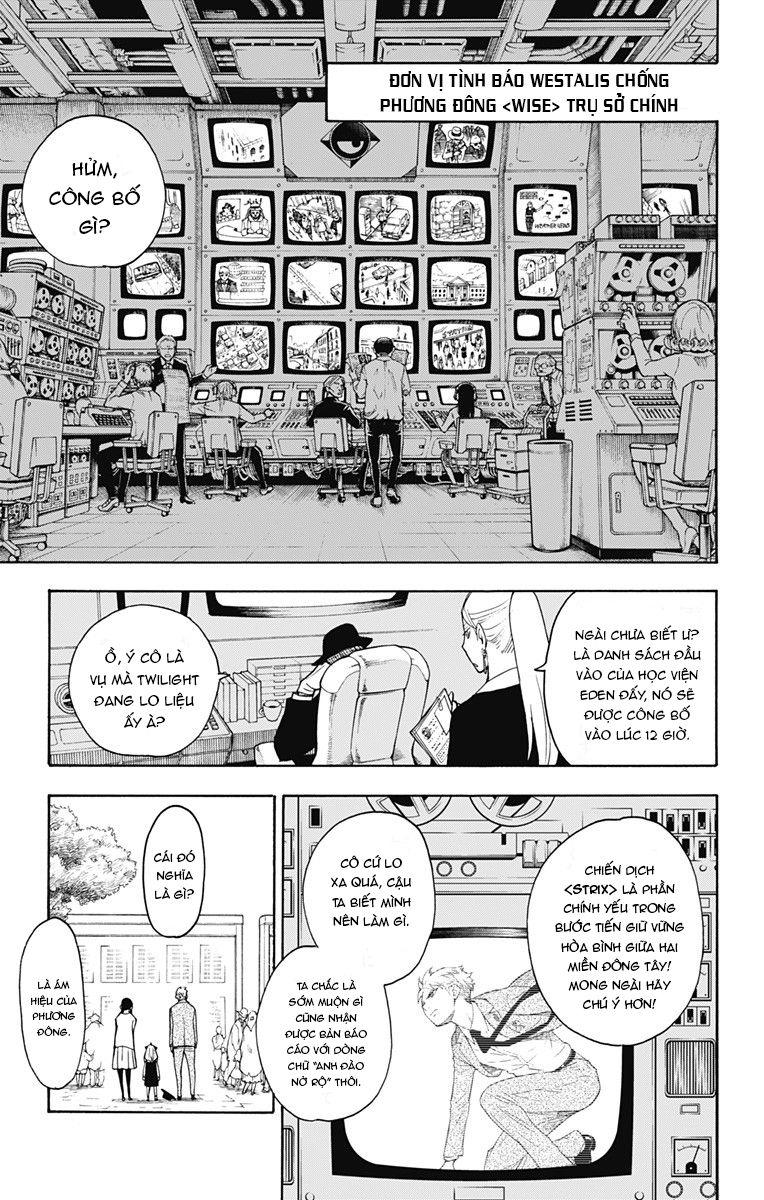 ĐƠN VỊ TÌNH BÁO WESTALIS CHỐNG
PHƯƠNG ĐÔNG <WISE> TRỤ SỞ CHÍNH
HỬM,
CÔNG BỐ
GÌ?
WEATHER NEWS
NGÀI CHƯA BIẾT Ư?
LÀ DANH SÁCH ĐẦU
VÀO CỦA HỌC VIỆN
EDEN ĐẤY, NÓ SẼ
ĐƯỢC CÔNG BỐ
VÀO LÚC 12 GIỜ.
Ồ, Ý CÔ LÀ
VỤ MÀ TWILIGHT
ĐANG LO LIỆU
ẤY À?
CHIẾN DỊCH
<STRIX> LÀ PHẦN
CHÍNH YẾU TRONG
BƯỚC TIẾN GIỮ VỮNG
HÒA BÌNH GIỮA HAI
MIỀN ĐÔNG TÂY!
MONG NGÀI HÃY
CHÚ Ý HƠN!
CÔ CỨ LO
XA QUÁ, CẬU
TA BIẾT MÌNH
NÊN LÀM GÌ.
TA CHẮC LÀ
SỚM MUỘN GÌ
CŨNG NHẬN
ĐƯỢC BẢN BÁO
CÁO VỚI DÒNG
CHỮ “ANH ĐÀO
NỞ RỘ” THÔI.
CÁI ĐÓ
NGHĨA
LÀ GÌ?
LÀ ÁM
HIỆU CỦA
PHƯƠNG
ĐÔNG.